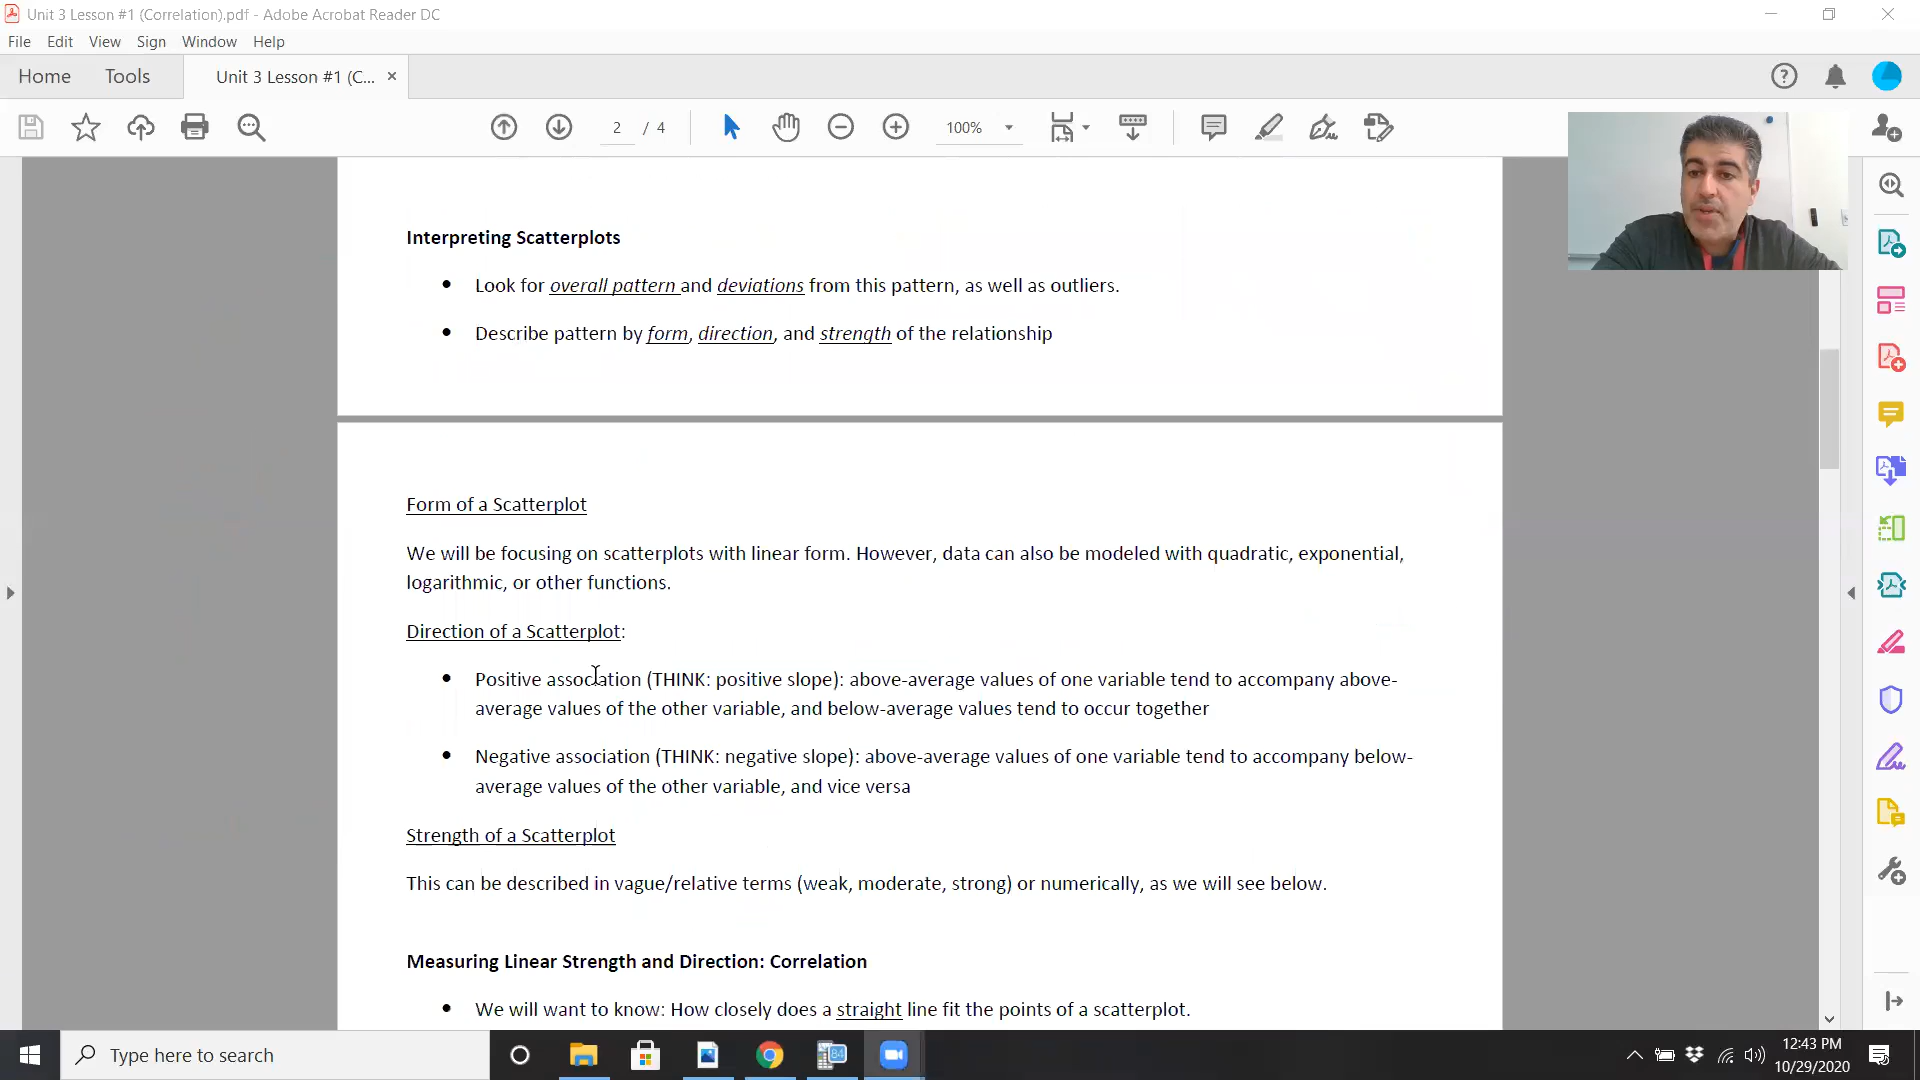 Unit 3 Lesson #1 (Correlation).pdf - Adobe Acrobat Reader DC
File Edit View Sign Window Help
Home Tools Unit 3 Lesson #1 (C... ×
2 / 4 100%
Interpreting Scatterplots
• Look for overall pattern and deviations from this pattern, as well as outliers.
• Describe pattern by form, direction, and strength of the relationship
Form of a Scatterplot
We will be focusing on scatterplots with linear form. However, data can also be modeled with quadratic, exponential,
logarithmic, or other functions.
Direction of a Scatterplot:
• Positive association (THINK: positive slope): above-average values of one variable tend to accompany above-
average values of the other variable, and below-average values tend to occur together
• Negative association (THINK: negative slope): above-average values of one variable tend to accompany below-
average values of the other variable, and vice versa
Strength of a Scatterplot
This can be described in vague/relative terms (weak, moderate, strong) or numerically, as we will see below.
Measuring Linear Strength and Direction: Correlation
• We will want to know: How closely does a straight line fit the points of a scatterplot.
Type here to search
84
12:43 PM
10/29/2020